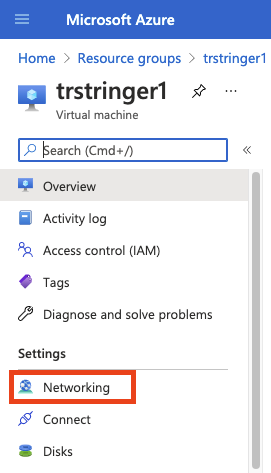 Microsoft Azure
Home > Resource groups > trstringer1
trstringer1
Virtual machine
Search (Cmd+/)
Overview
Activity log
Access control (IAM)
Tags
Diagnose and solve problems
Settings
Networking
Connect
Disks